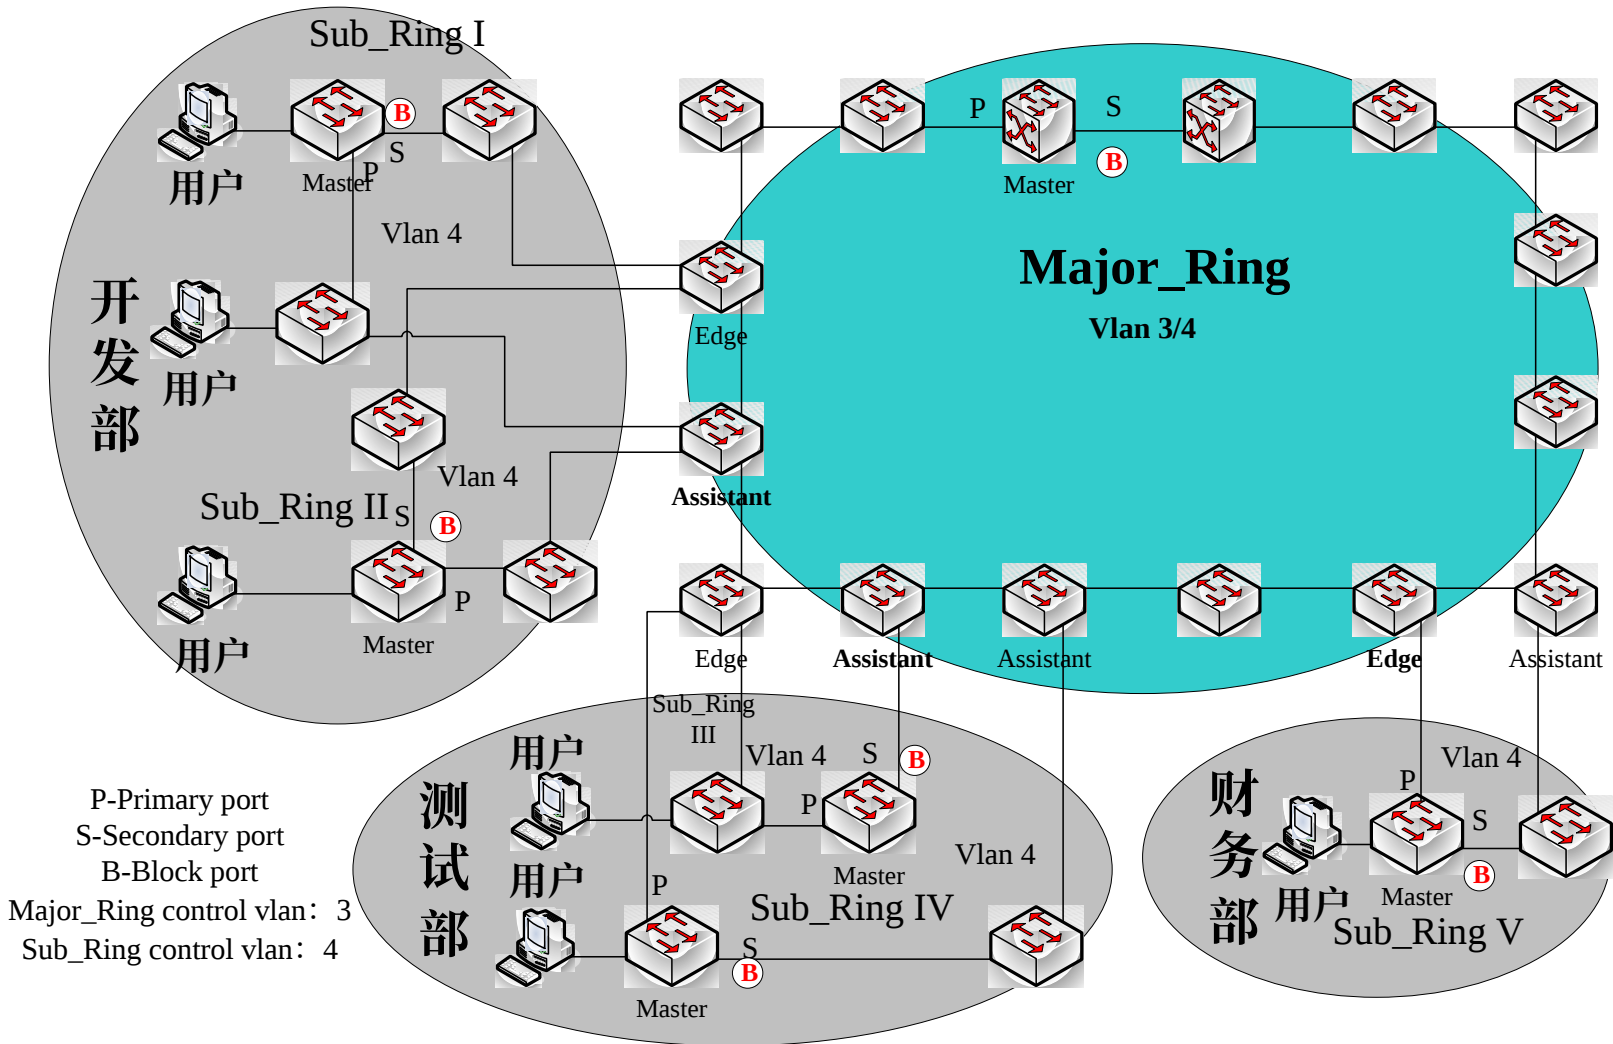 Sub_Ring I
B
S
P
Master
用户
Vlan 4
开发部
用户
Vlan 4
Sub_Ring II
S
B
P
Master
用户
P
Master
S
B
Major_Ring
Vlan 3/4
Edge
Assistant
Edge
Assistant
Assistant
Edge
Assistant
Sub_Ring
III
用户
Vlan 4
S
B
P
测试部
Master
Vlan 4
用户
P
Sub_Ring IV
S
B
Master
Vlan 4
P
S
财务部
B
Master
用户
Sub_Ring V
P-Primary port
S-Secondary port
B-Block port
Major_Ring control vlan：3
Sub_Ring control vlan：4